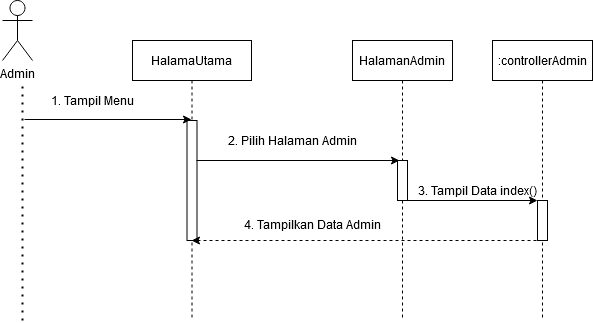 Admin
HalamaUtama
HalamanAdmin
:controllerAdmin
1. Tampil Menu
2. Pilih Halaman Admin
3. Tampil Data index()
4. Tampilkan Data Admin